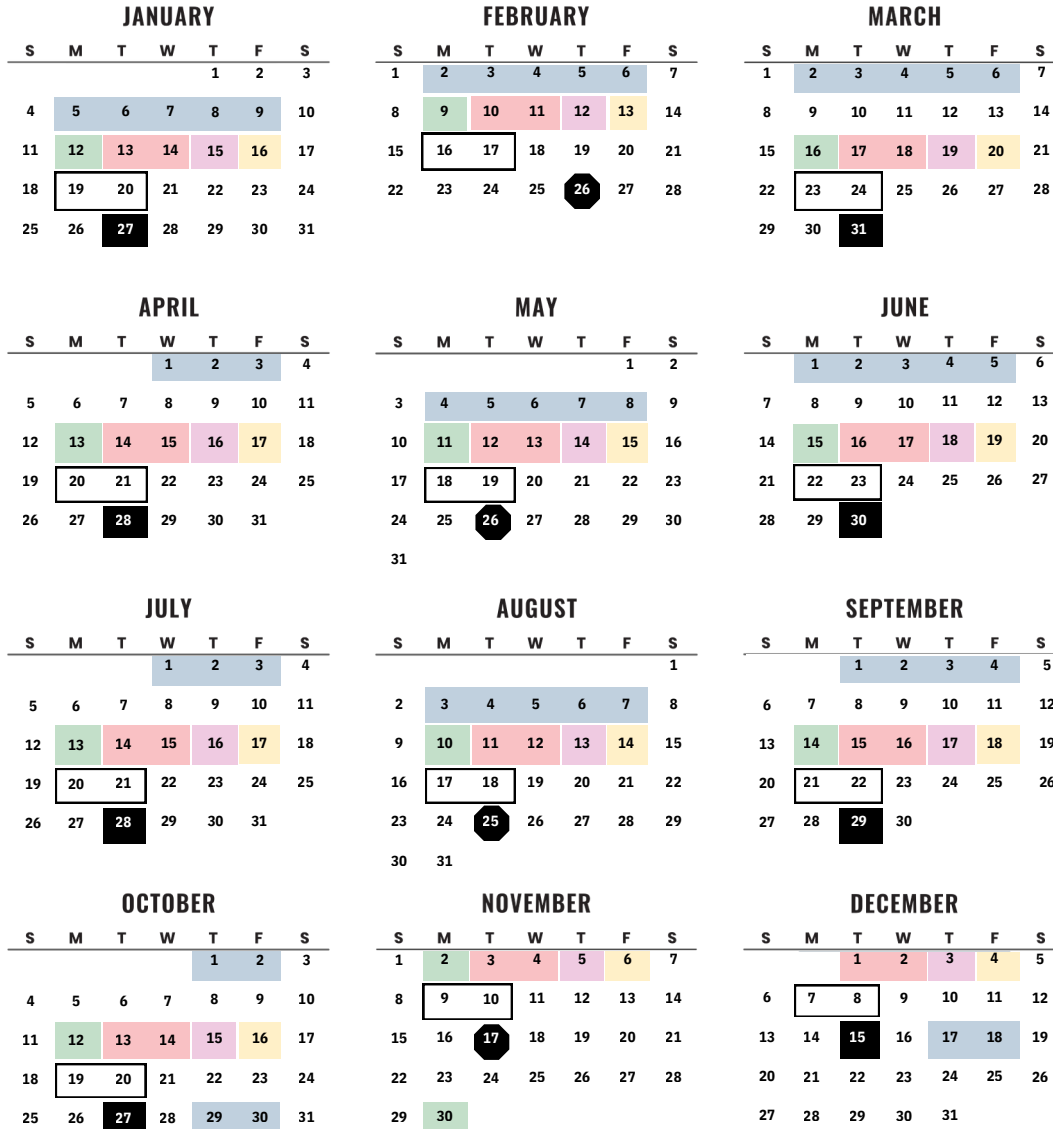 JANUARY FEBRUARY MARCH
S M T W T F S S M T W T F S S M T W T F S
1 2 3 1 2 3 4 5 6 7 1 2 3 4 5 6 7
4 5 6 7 8 9 10 8 9 10 11 12 13 14 8 9 10 11 12 13 14
11 12 13 14 15 16 17 15 16 17 18 19 20 21 15 16 17 18 19 20 21
18 19 20 21 22 23 24 22 23 24 25 26 27 28 22 23 24 25 26 27 28
25 26 27 28 29 30 31 29 30 31
APRIL MAY JUNE
S M T W T F S S M T W T F S S M T W T F S
1 2 3 4 1 2 1 2 3 4 5 6
5 6 7 8 9 10 11 3 4 5 6 7 8 9 7 8 9 10 11 12 13
12 13 14 15 16 17 18 10 11 12 13 14 15 16 14 15 16 17 18 19 20
19 20 21 22 23 24 25 17 18 19 20 21 22 23 21 22 23 24 25 26 27
26 27 28 29 30 31 24 25 26 27 28 29 30 28 29 30
31
JULY AUGUST SEPTEMBER
S M T W T F S S M T W T F S S M T W T F S
1 2 3 4 1 1 2 3 4 5
5 6 7 8 9 10 11 2 3 4 5 6 7 8 6 7 8 9 10 11 12
12 13 14 15 16 17 18 9 10 11 12 13 14 15 13 14 15 16 17 18 19
19 20 21 22 23 24 25 16 17 18 19 20 21 22 20 21 22 23 24 25 26
26 27 28 29 30 31 23 24 25 26 27 28 29 27 28 29 30
30 31
OCTOBER NOVEMBER DECEMBER
S M T W T F S S M T W T F S S M T W T F S
1 2 3 1 2 3 4 5 6 7 1 2 3 4 5
4 5 6 7 8 9 10 8 9 10 11 12 13 14 6 7 8 9 10 11 12
11 12 13 14 15 16 17 15 16 17 18 19 20 21 13 14 15 16 17 18 19
18 19 20 21 22 23 24 22 23 24 25 26 27 28 20 21 22 23 24 25 26
25 26 27 28 29 30 31 29 30 27 28 29 30 31